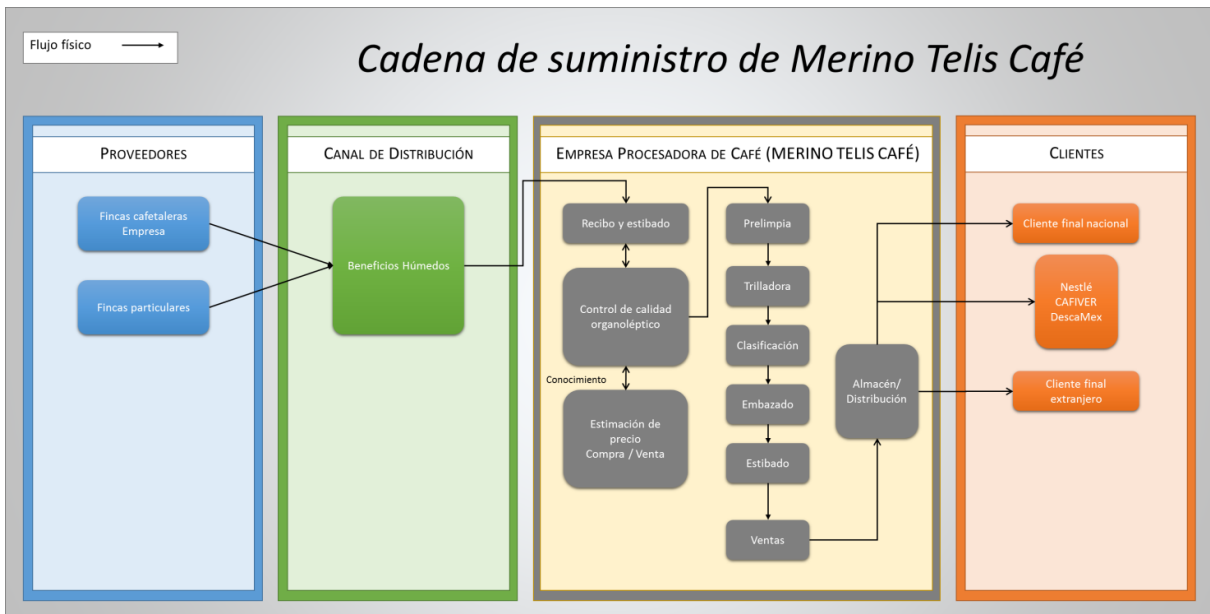 Flujo físico
Cadena de suministro de Merino Telis Café
PROVEEDORES
Fincas cafetaleras
Empresa
Fincas particulares
CANAL DE DISTRIBUCIÓN
Beneficios Húmedos
EMPRESA PROCESADORA DE CAFÉ (MERINO TELIS CAFÉ)
Recibo y estibado
Control de calidad
organoléptico
Conocimiento
Estimación de
precio
Compra / Venta
Prelimpia
Trilladora
Clasificación
Embazado
Estibado
Ventas
Almacén/
Distribución
CLIENTES
Cliente final nacional
Nestlé
CAFIVER
DescaMex
Cliente final
extranjero